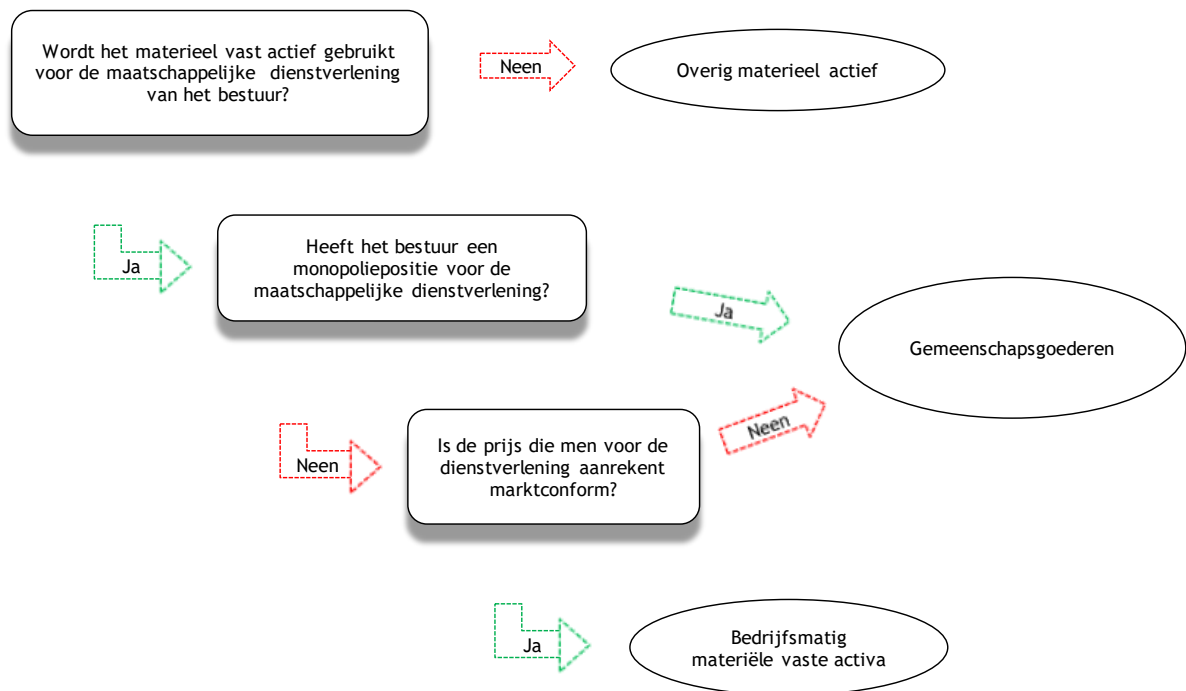 Wordt het materieel vast actief gebruikt
voor de maatschappelijke dienstverlening
van het bestuur?
Neen
Overig materieel actief
Ja
Heeft het bestuur een
monopoliepositie voor de
maatschappelijke dienstverlening?
Ja
Gemeenschapsgoederen
Neen
Is de prijs die men voor de
dienstverlening aanrekent
marktconform?
Neen
Ja
Bedrijfsmatig
materiële vaste activa